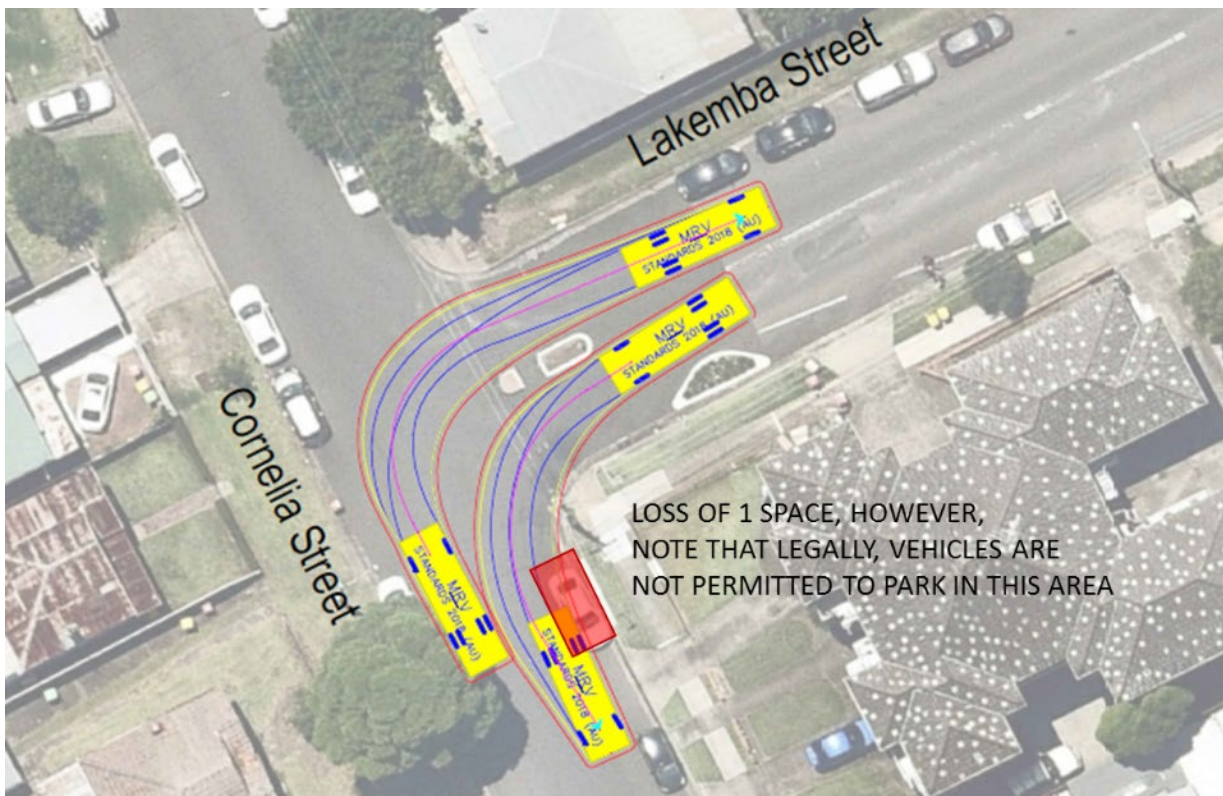 Lakemba Street
MRV
STANDARDS 2018 (AU)
MRV
STANDARDS 2018 (AU)
Cornelia Street
LOSS OF 1 SPACE, HOWEVER,
NOTE THAT LEGALLY, VEHICLES ARE
NOT PERMITTED TO PARK IN THIS AREA
MRV
STANDARDS 2018 (AU)
MRV
STANDARDS 2018 (AU)